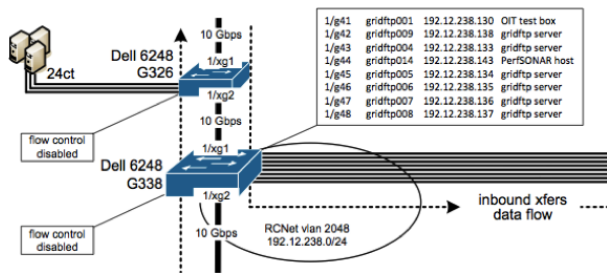 10 Gbps
1/g41 gridftp001 192.12.238.130 OIT test box
1/g42 gridftp009 192.12.238.138 gridftp server
1/g43 gridftp004 192.12.238.133 gridftp server
1/g44 gridftp014 192.12.238.143 PerfSONAR host
1/g45 gridftp005 192.12.238.134 gridftp server
1/g46 gridftp006 192.12.238.135 gridftp server
1/g47 gridftp007 192.12.238.136 gridftp server
1/g48 gridftp008 192.12.238.137 gridftp server
24ct
Dell 6248
G326
1/xg1
1/xg2
flow control
disabled
10 Gbps
1/xg1
Dell 6248
G338
1/xg2
flow control
disabled
10 Gbps
RCNet vlan 2048
192.12.238.0/24
inbound xfers
data flow